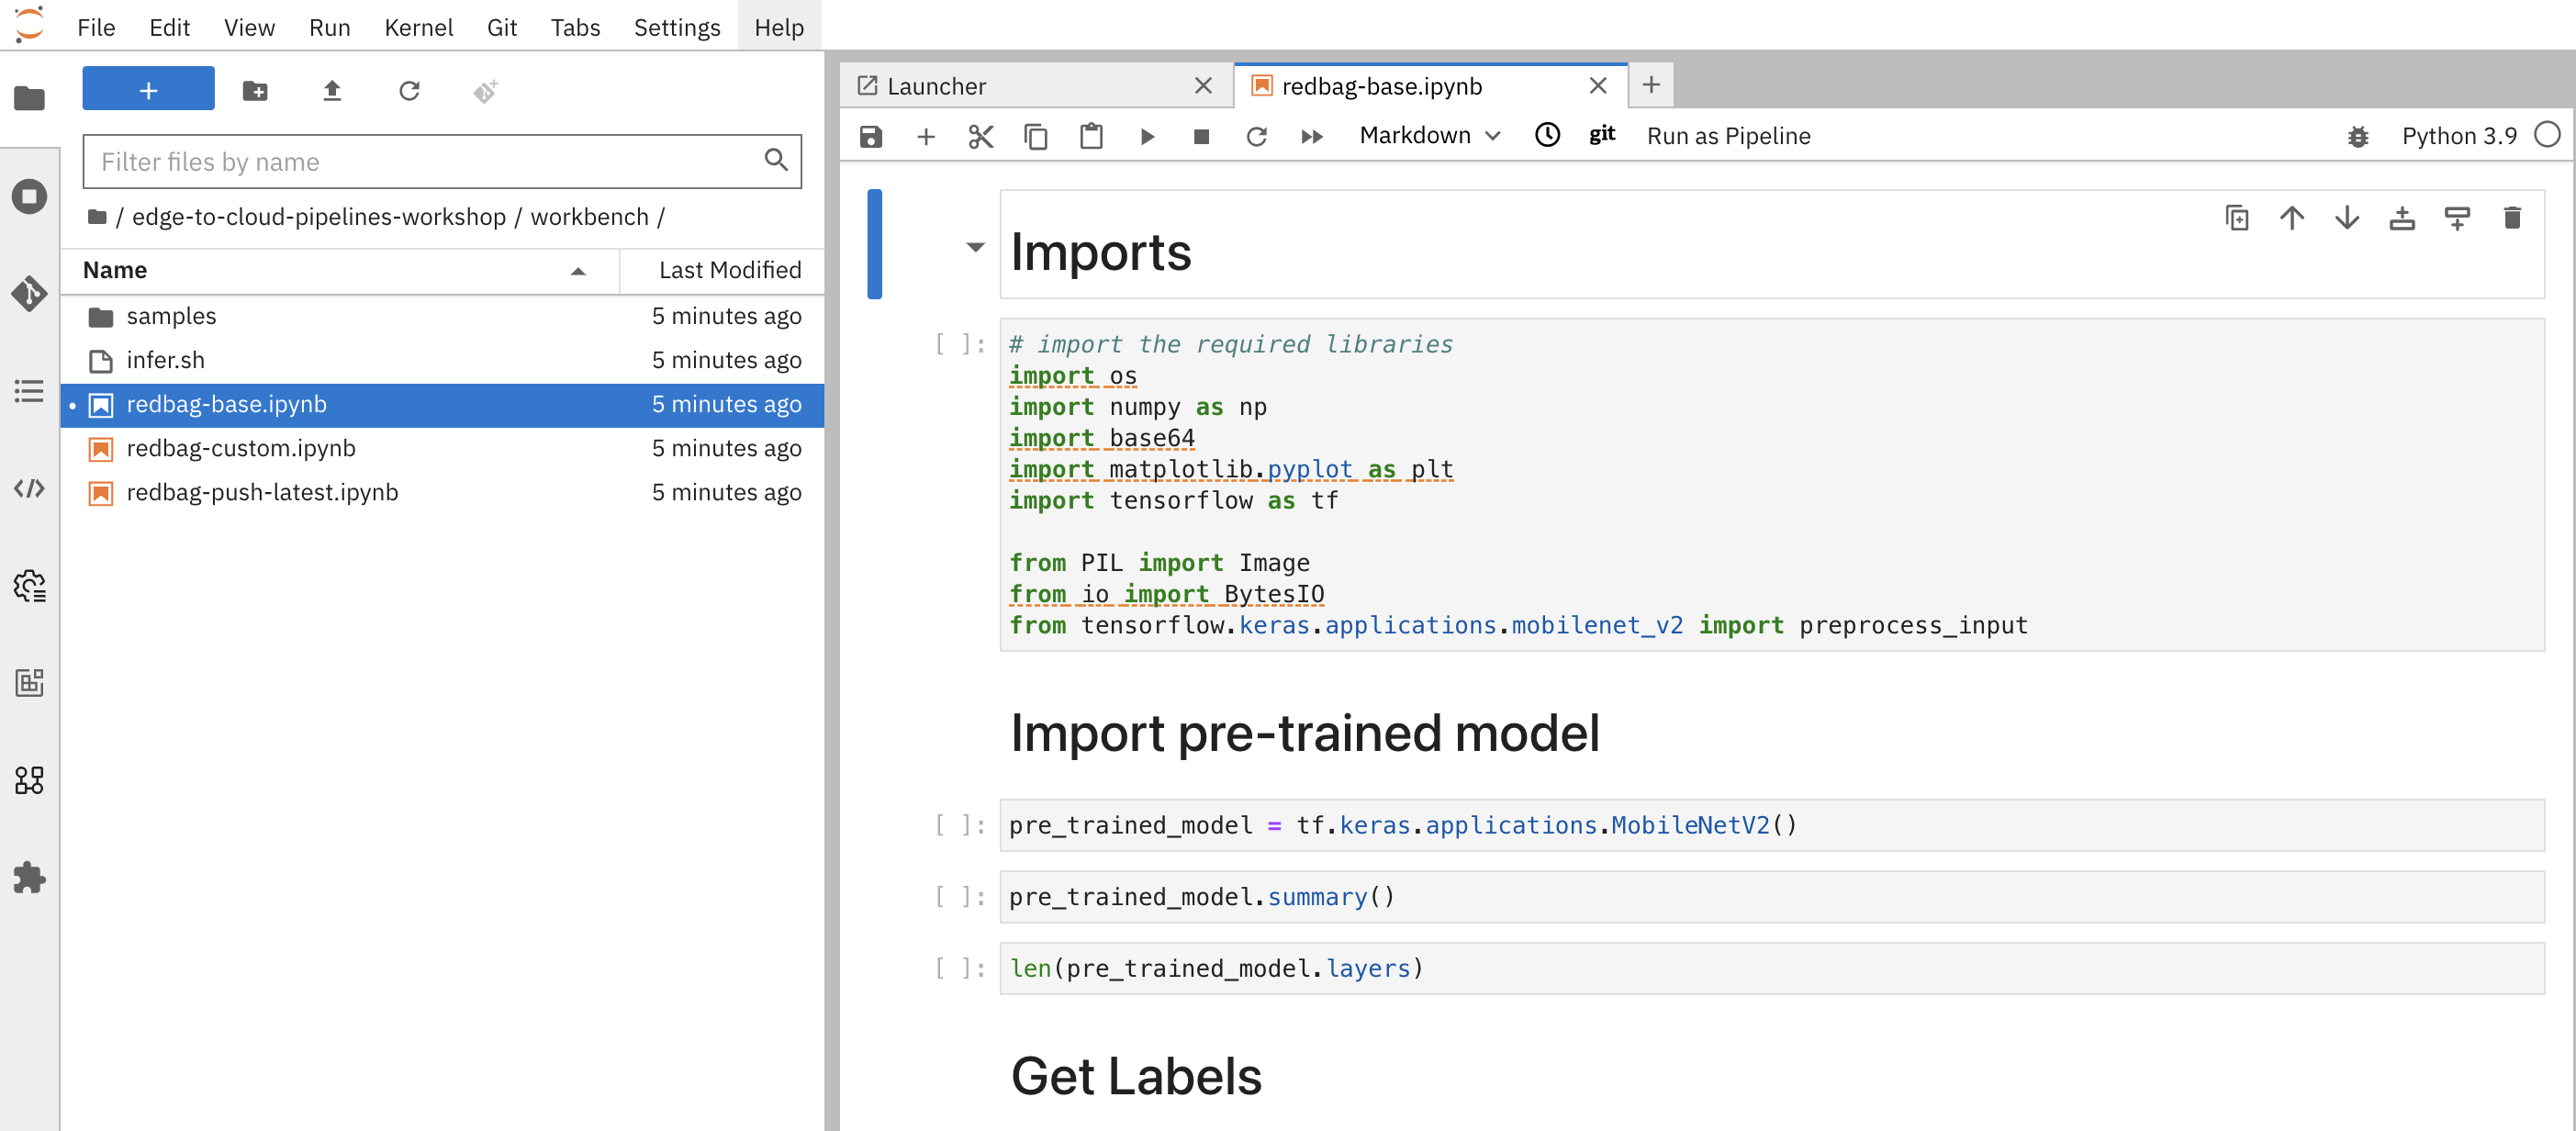 File Edit View Run Kernel Git Tabs Settings Help
Filter files by name
/ edge-to-cloud-pipelines-workshop / workbench /
Name Last Modified
samples 5 minutes ago
infer.sh 5 minutes ago
redbag-base.ipynb 5 minutes ago
redbag-custom.ipynb 5 minutes ago
redbag-push-latest.ipynb 5 minutes ago
Launcher redbag-base.ipynb
Markdown git Run as Pipeline Python 3.9
Imports
[ ]: # import the required libraries
import os
import numpy as np
import base64
import matplotlib.pyplot as plt
import tensorflow as tf
from PIL import Image
from io import BytesIO
from tensorflow.keras.applications.mobilenet_v2 import preprocess_input
Import pre-trained model
[ ]: pre_trained_model = tf.keras.applications.MobileNetV2()
[ ]: pre_trained_model.summary()
[ ]: len(pre_trained_model.layers)
Get Labels